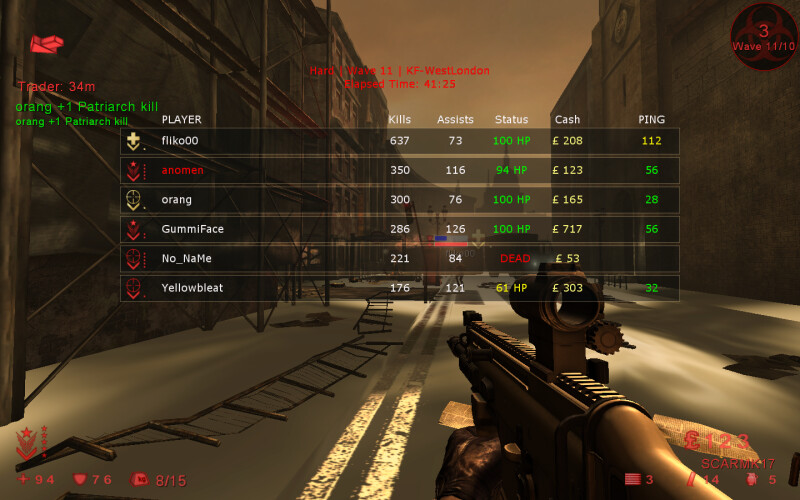 3
Wave 11/10
Hard | Wave 11 | KF-WestLondon
Elapsed Time: 41:25
Trader: 34m
orang +1 Patriarch kill
orang +1 Patriarch kill
PLAYER Kills Assists Status Cash PING
fliko00 637 73 100 HP £ 208 112
anomen 350 116 94 HP £ 123 56
orang 300 76 100 HP £ 165 28
GummiFace 286 126 100 HP £ 717 56
No_NaMe 221 84 DEAD £ 53
Yellowbleat 176 121 61 HP £ 303 32
£123
SCARMK17
+ 94 76 8/15 3 14 5